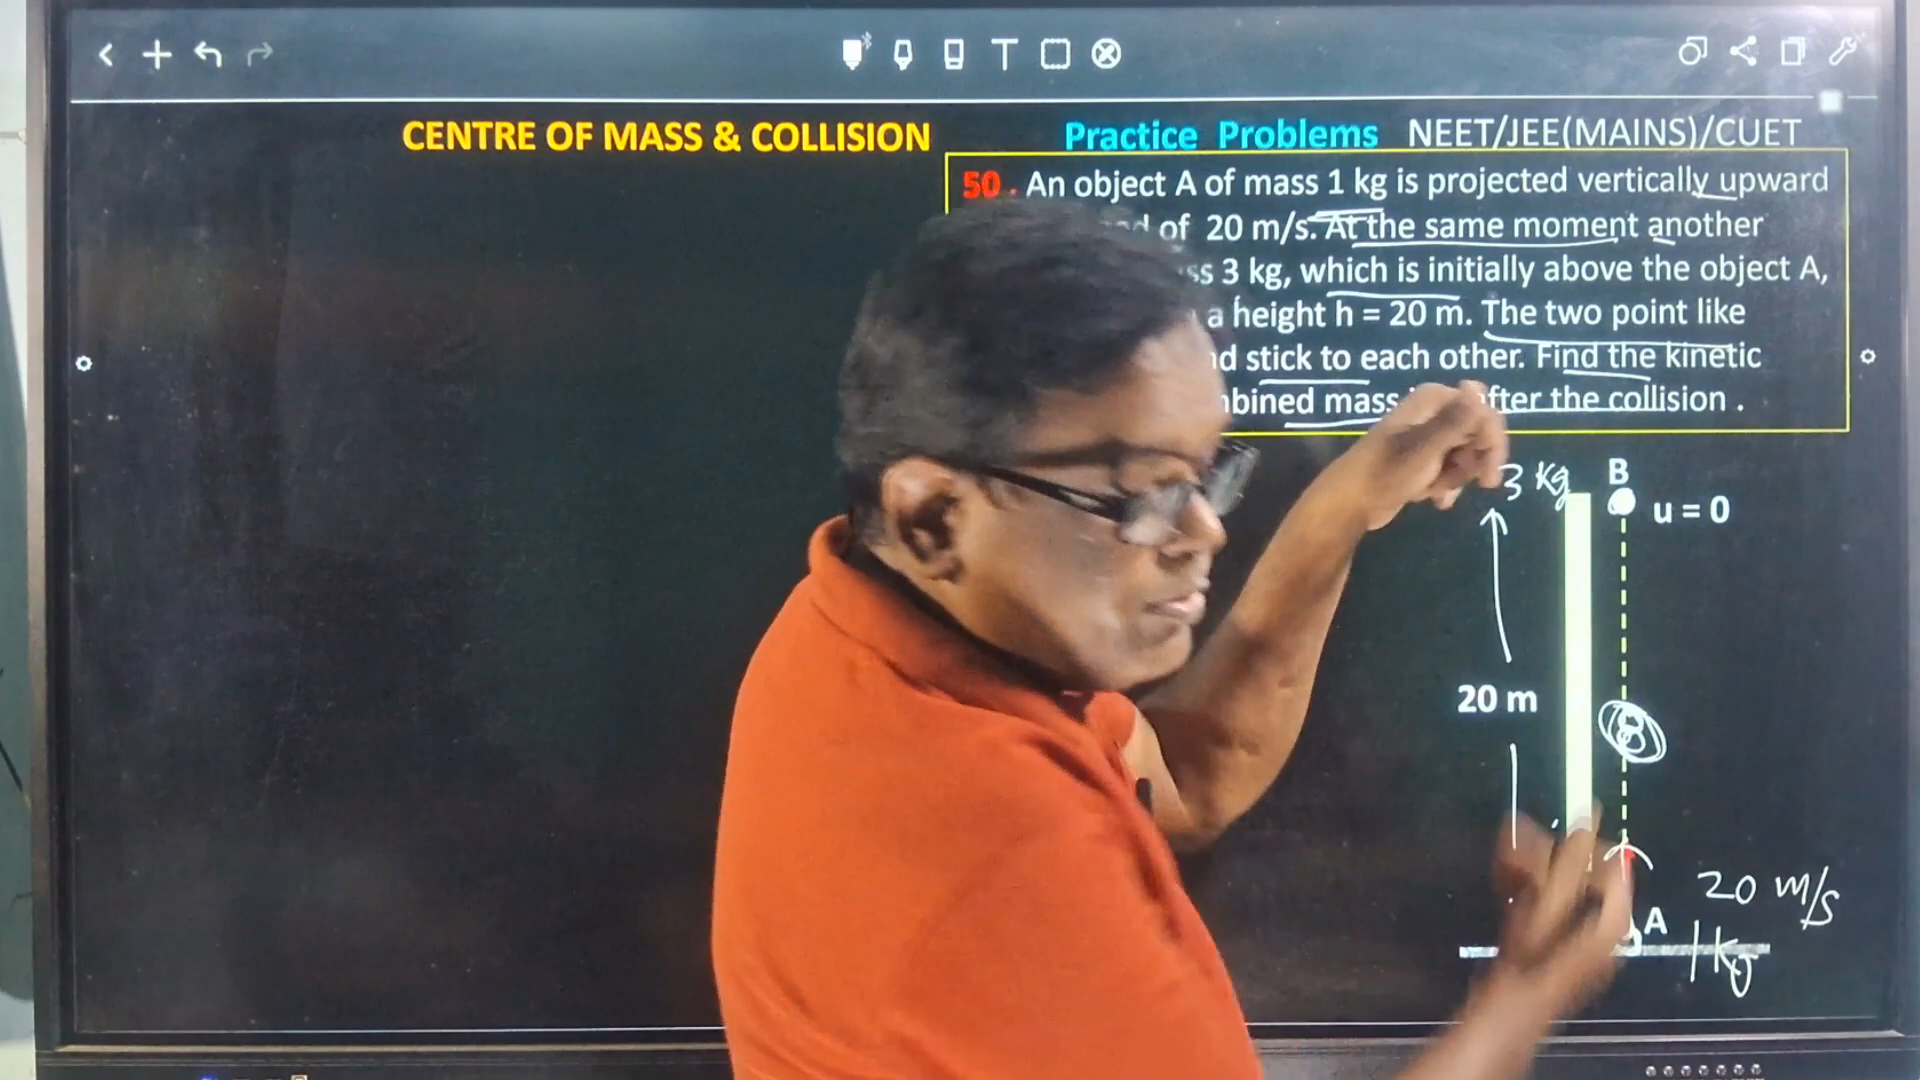 CENTRE OF MASS & COLLISION
Practice Problems NEET/JEE(MAINS)/CUET
50. An object A of mass 1 kg is projected vertically upward
of 20 m/s. At the same moment another
3 kg, which is initially above the object A,
a height h = 20 m. The two point like
stick to each other. Find the kinetic
mass after the collision .
3 kg B
u = 0
20 m
20 m/s
A
1 kg